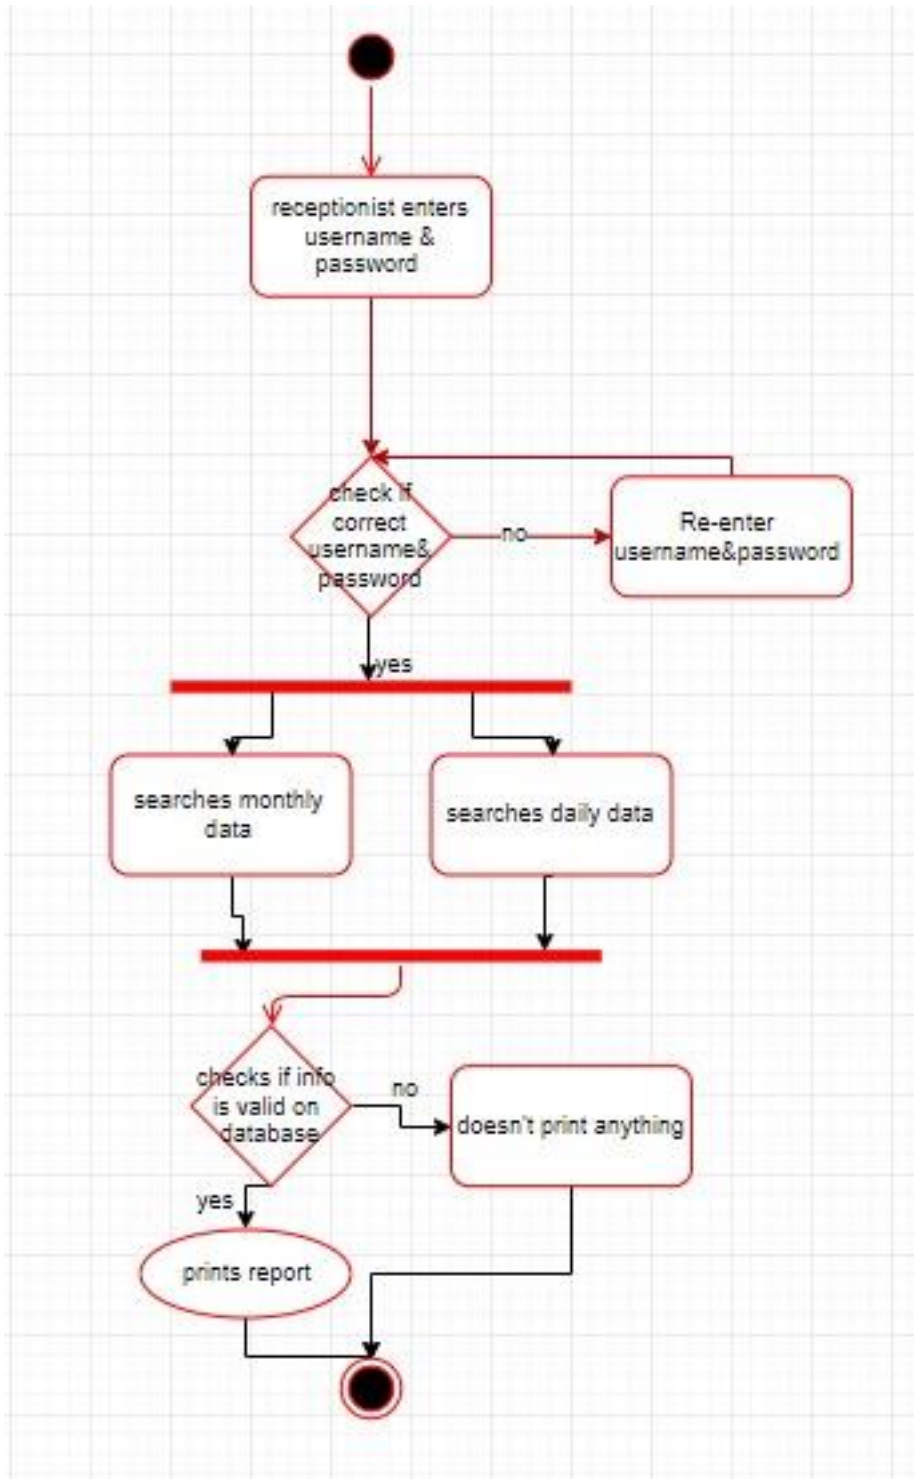 receptionist enters
username &
password
check if
correct
username&
password
no
Re-enter
username&password
yes
searches monthly
data
searches daily data
checks if info
is valid on
database
no
doesn't print anything
yes
prints report